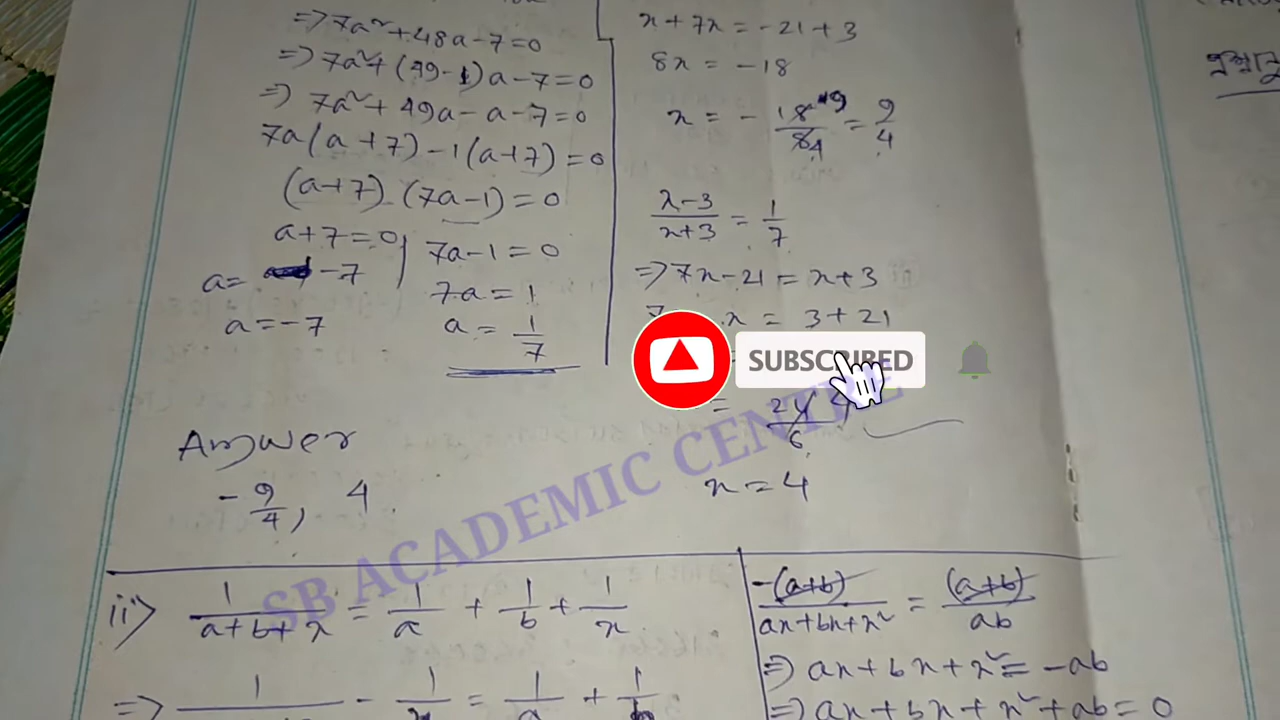 => 7a² + 48a - 7 = 0
=> 7a² + (49-1)a - 7 = 0
=> 7a² + 49a - a - 7 = 0
7a(a+7) - 1(a+7) = 0
(a+7) (7a-1) = 0
a+7 = 0 | 7a-1 = 0
a = -7
7a = 1
a = -7
a = 1/7
x + 7x = -21 + 3
8x = -18
x = - 18 9/8 4 = 9/4
x-3/x+3 = 1/7
=> 7x - 21 = x + 3
x = 3 + 21
SUBSCRIBED
= 24/6
x = 4
Answer
-9/4, 4
SB ACADEMIC CENTRE
ii) 1/a+b+x = 1/a + 1/b + 1/x
=> 1 - 1/x = 1/a + 1/b
-(a+b)/ax+bx+x² = (a+b)/ab
=> ax + bx + x² = -ab
=> ax + bx + x² + ab = 0